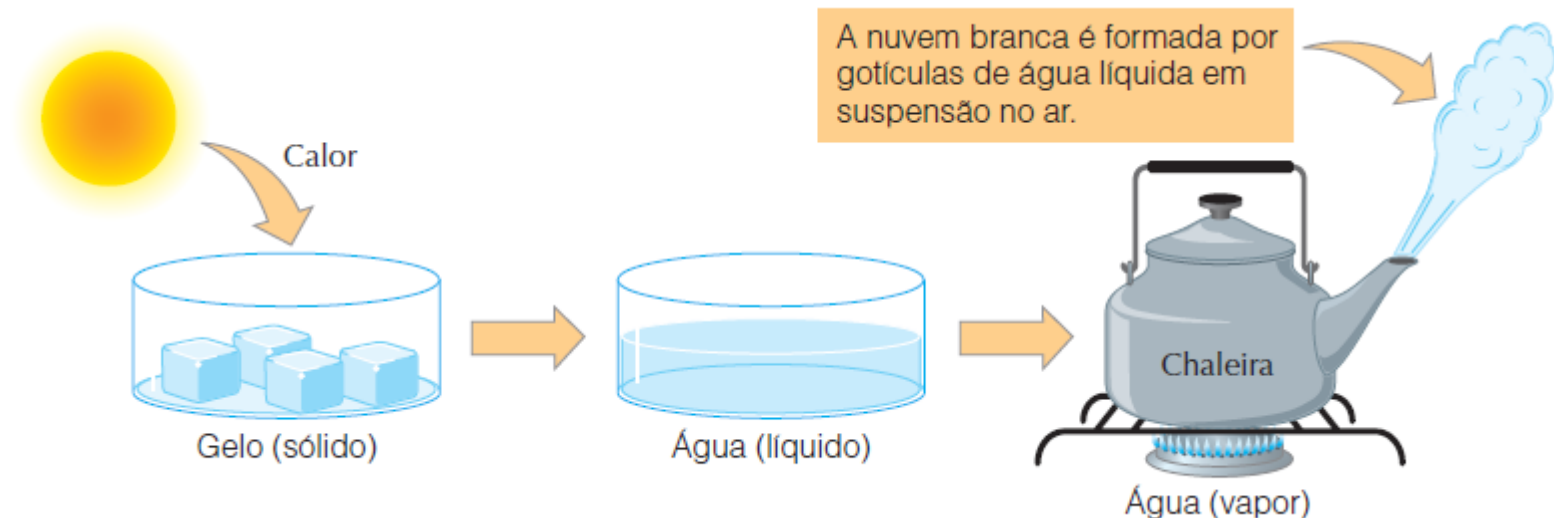 A nuvem branca é formada por
gotículas de água líquida em
suspensão no ar.
Calor
Chaleira
Gelo (sólido)
Água (líquido)
Água (vapor)